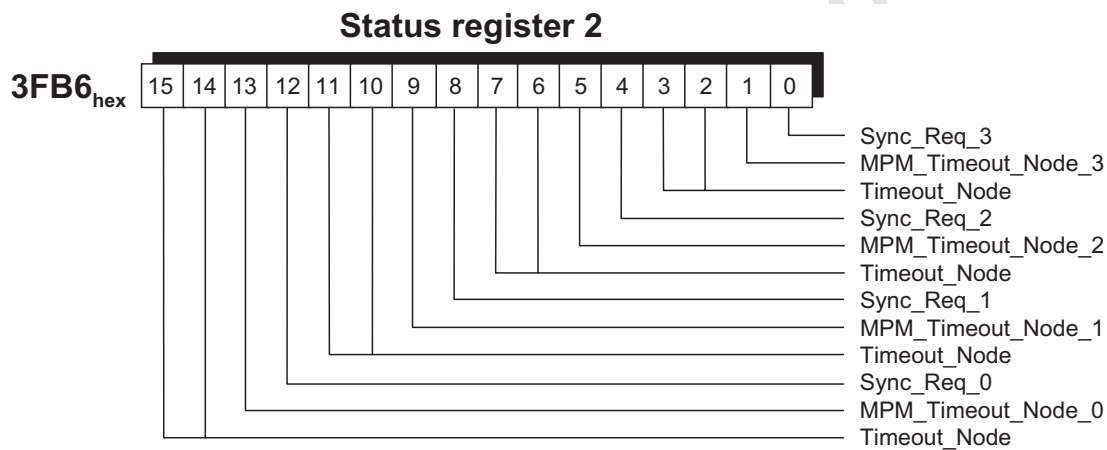 Status register 2
3FB6hex 15 14 13 12 11 10 9 8 7 6 5 4 3 2 1 0
Sync_Req_3
MPM_Timeout_Node_3
Timeout_Node
Sync_Req_2
MPM_Timeout_Node_2
Timeout_Node
Sync_Req_1
MPM_Timeout_Node_1
Timeout_Node
Sync_Req_0
MPM_Timeout_Node_0
Timeout_Node